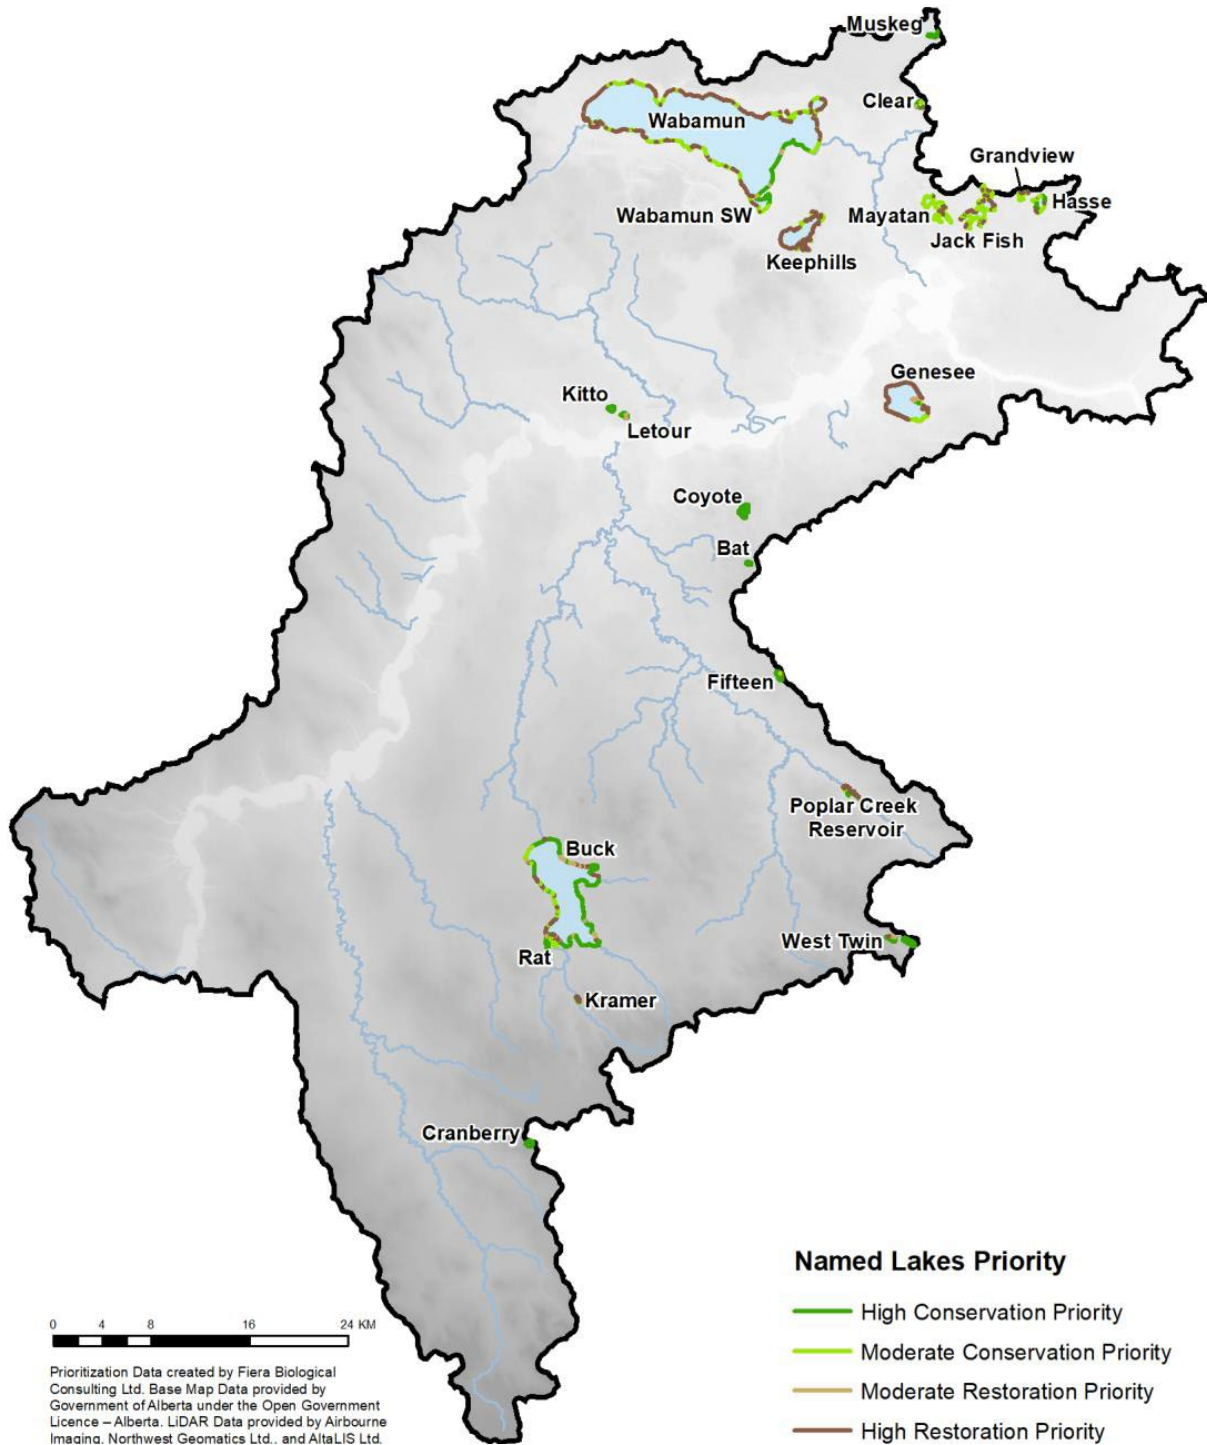 Muskeg
Clear
Wabamun
Grandview
Hasse
Mayatan
Jack Fish
Wabamun SW
Keephills
Genesee
Kitto
Letour
Coyote
Bat
Fifteen
Poplar Creek
Reservoir
Buck
West Twin
Rat
Kramer
Cranberry
Named Lakes Priority
High Conservation Priority
Moderate Conservation Priority
Moderate Restoration Priority
High Restoration Priority
0 4 8 16 24 KM
Prioritization Data created by Fiera Biological
Consulting Ltd. Base Map Data provided by
Government of Alberta under the Open Government
Licence – Alberta. LiDAR Data provided by Airbourne
Imaging, Northwest Geomatics Ltd., and AltaLIS Ltd.